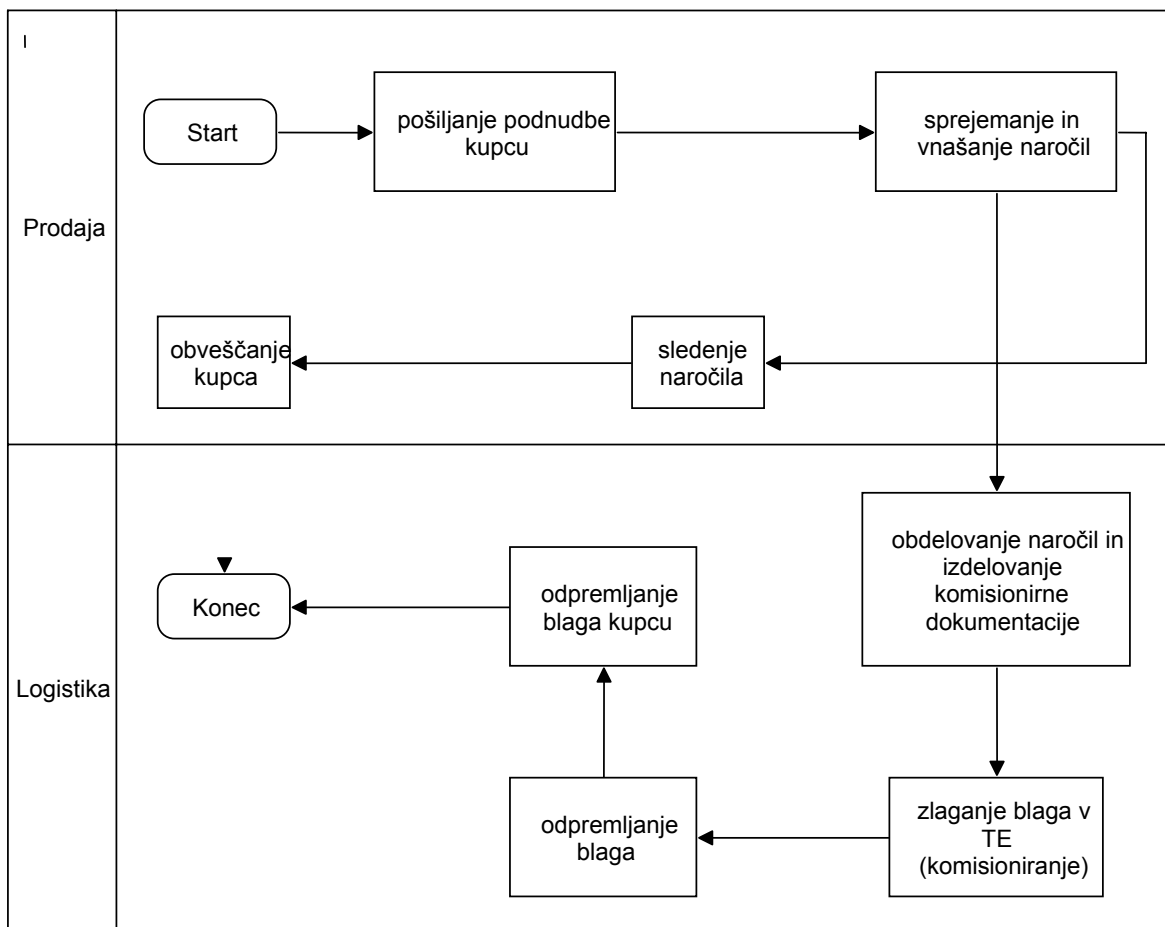 Prodaja
Start
pošiljanje podnudbe
kupcu
sprejemanje in
vnašanje naročil
obveščanje
kupca
sledenje
naročila
Logistika
obdelovanje naročil in
izdelovanje
komisionirne
dokumentacije
Konec
odpremljanje
blaga kupcu
odpremljanje
blaga
zlaganje blaga v
TE
(komisioniranje)